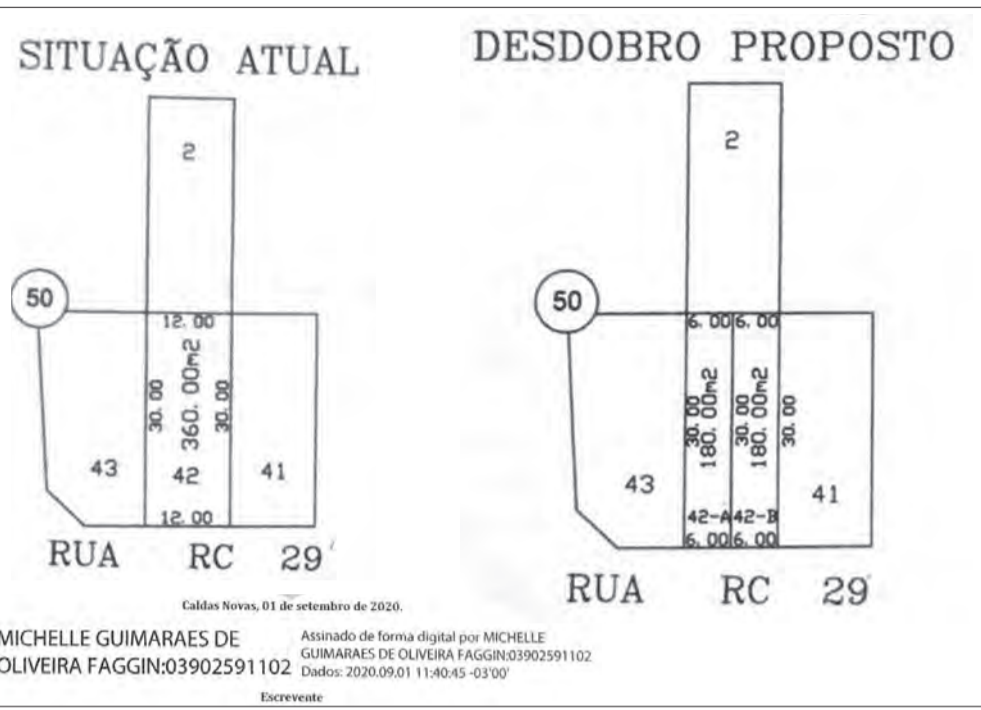 SITUAÇÃO ATUAL
2
50
12.00
30.00
360.00m2
30.00
43
42
41
12.00
RUA RC 29
DESDOBRO PROPOSTO
2
50
6.00 6.00
30.00
180.00m2
30.00
180.00m2
30.00
43
42-A 42-B
41
6.00 6.00
RUA RC 29
Caldas Novas, 01 de setembro de 2020.
MICHELLE GUIMARAES DE
OLIVEIRA FAGGIN:03902591102
Assinado de forma digital por MICHELLE
GUIMARAES DE OLIVEIRA FAGGIN:03902591102
Dados: 2020.09.01 11:40:45 -03'00'
Escrevente